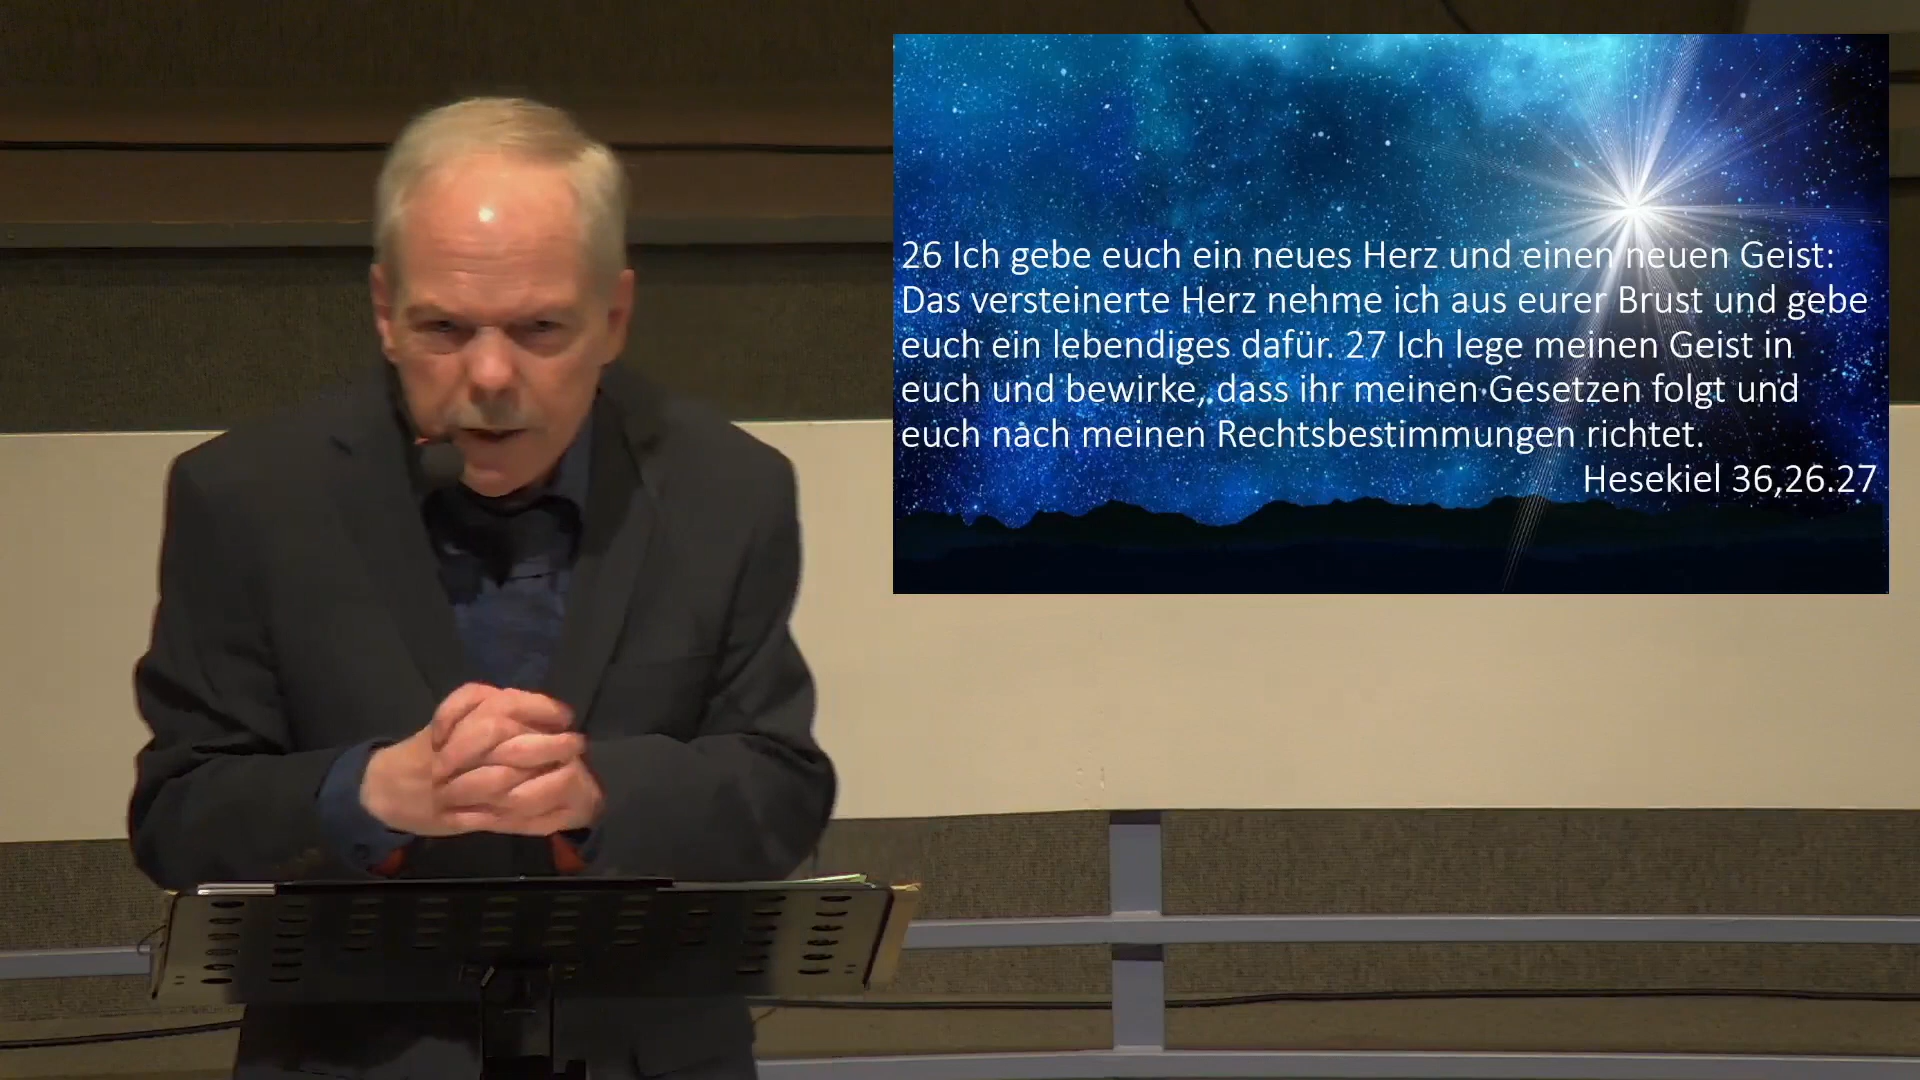 26 Ich gebe euch ein neues Herz und einen neuen Geist:
Das versteinerte Herz nehme ich aus eurer Brust und gebe
euch ein lebendiges dafür. 27 Ich lege meinen Geist in
euch und bewirke, dass ihr meinen Gesetzen folgt und
euch nach meinen Rechtsbestimmungen richtet.
Hesekiel 36,26.27